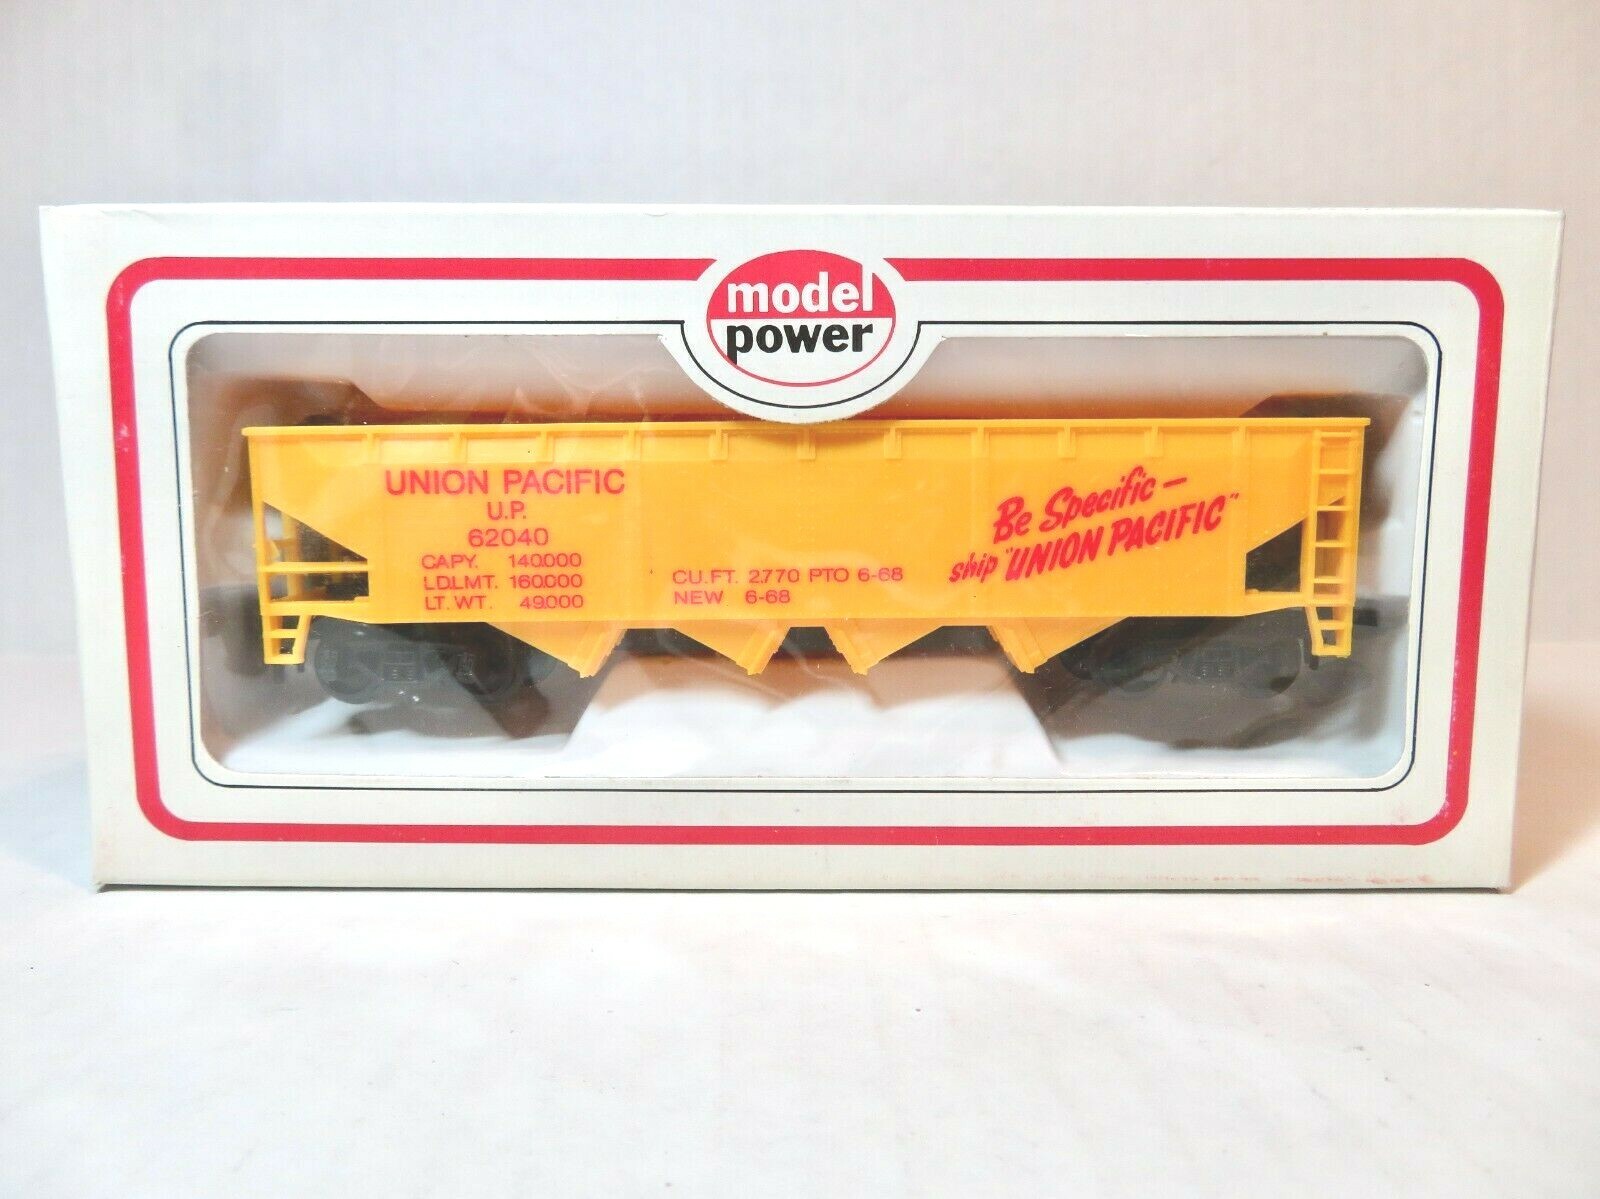 model
power
UNION PACIFIC
U.P.
62040
CAPY. 140000
LD.LMT. 160000
LT. WT. 49000
CU.FT. 2770 PTO 6-68
NEW 6-68
Be Specific —
ship "UNION PACIFIC"